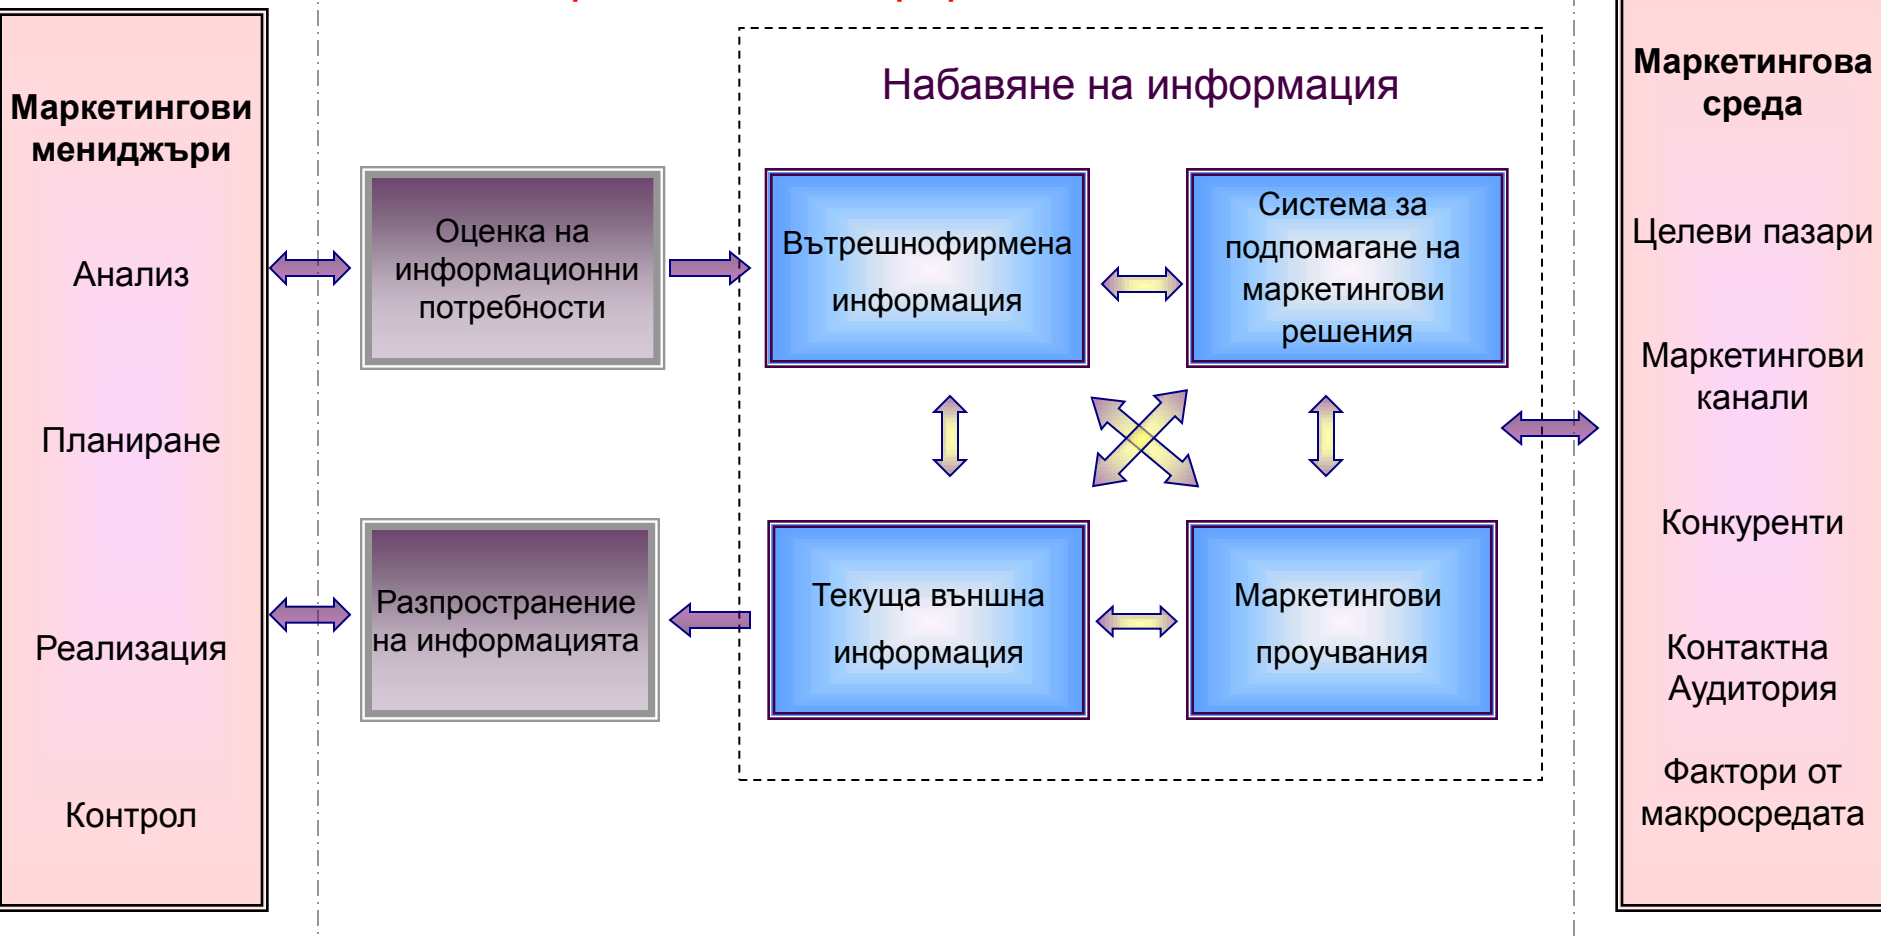 Маркетингови
мениджъри
Анализ
Планиране
Реализация
Контрол
Оценка на
информационни
потребности
Разпространение
на информацията
Набавяне на информация
Вътрешнофирмена
информация
Система за
подпомагане на
маркетингови
решения
Текуща външна
информация
Маркетингови
проучвания
Маркетингова
среда
Целеви пазари
Маркетингови
канали
Конкуренти
Контактна
Аудитория
Фактори от
макросредата